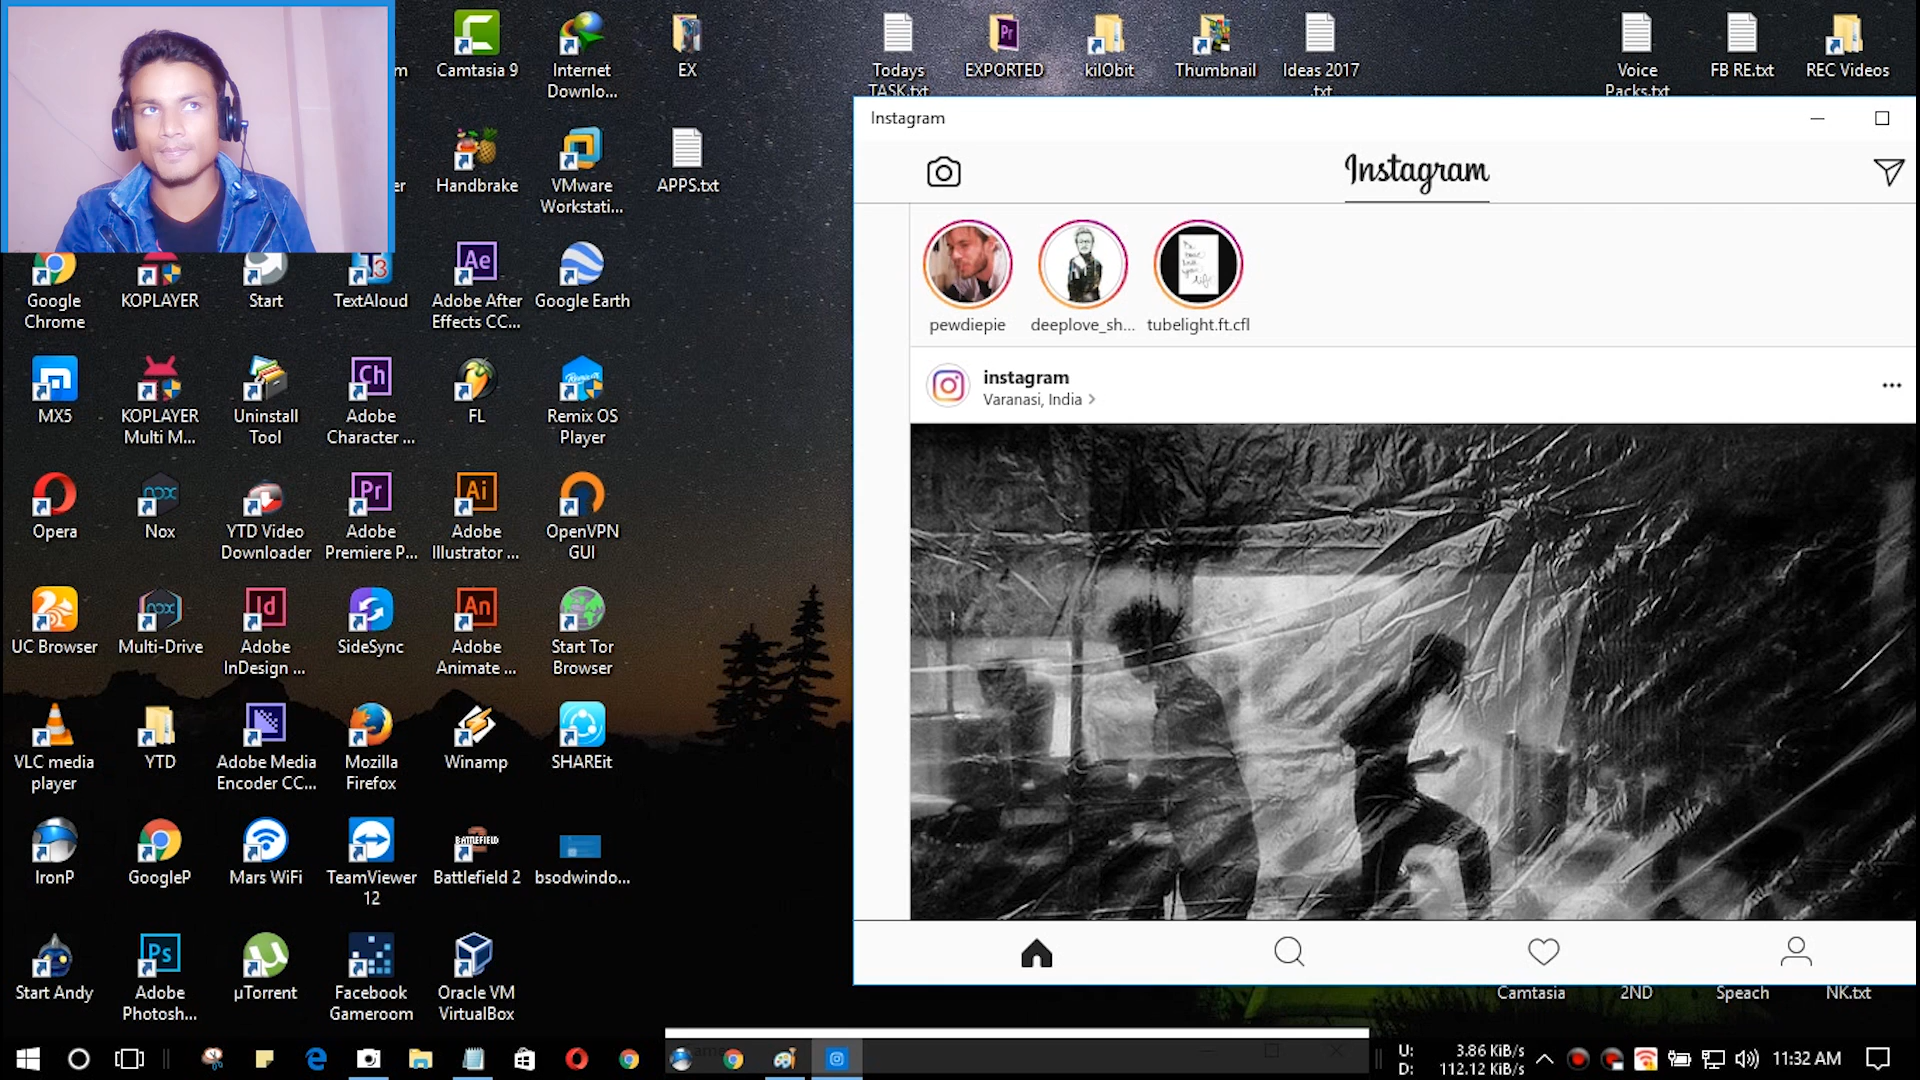 m
Camtasia 9
Internet
Downlo...
EX
Todays
TASK.txt
EXPORTED
kilObit
Thumbnail
Ideas 2017
.txt
Voice
Packs.txt
FB RE.txt
REC Videos
er
Handbrake
VMware
Workstati...
APPS.txt
Instagram
Instagram
pewdiepie
deeplove_sh...
tubelight.ft.cfl
instagram
Varanasi, India
Google
Chrome
KOPLAYER
Start
TextAloud
Adobe After
Effects CC...
Google Earth
MX5
KOPLAYER
Multi M...
Uninstall
Tool
Adobe
Character ...
FL
Remix OS
Player
Opera
Nox
YTD Video
Downloader
Adobe
Premiere P...
Adobe
Illustrator ...
OpenVPN
GUI
UC Browser
Multi-Drive
Adobe
InDesign ...
SideSync
Adobe
Animate ...
Start Tor
Browser
VLC media
player
YTD
Adobe Media
Encoder CC...
Mozilla
Firefox
Winamp
SHAREit
IronP
GoogleP
Mars WiFi
TeamViewer
12
Battlefield 2
bsodwindo...
Start Andy
Adobe
Photosh...
µTorrent
Facebook
Gameroom
Oracle VM
VirtualBox
Camtasia
2ND
Speach
NK.txt
U: 3.86 KiB/s
D: 112.12 KiB/s
11:32 AM